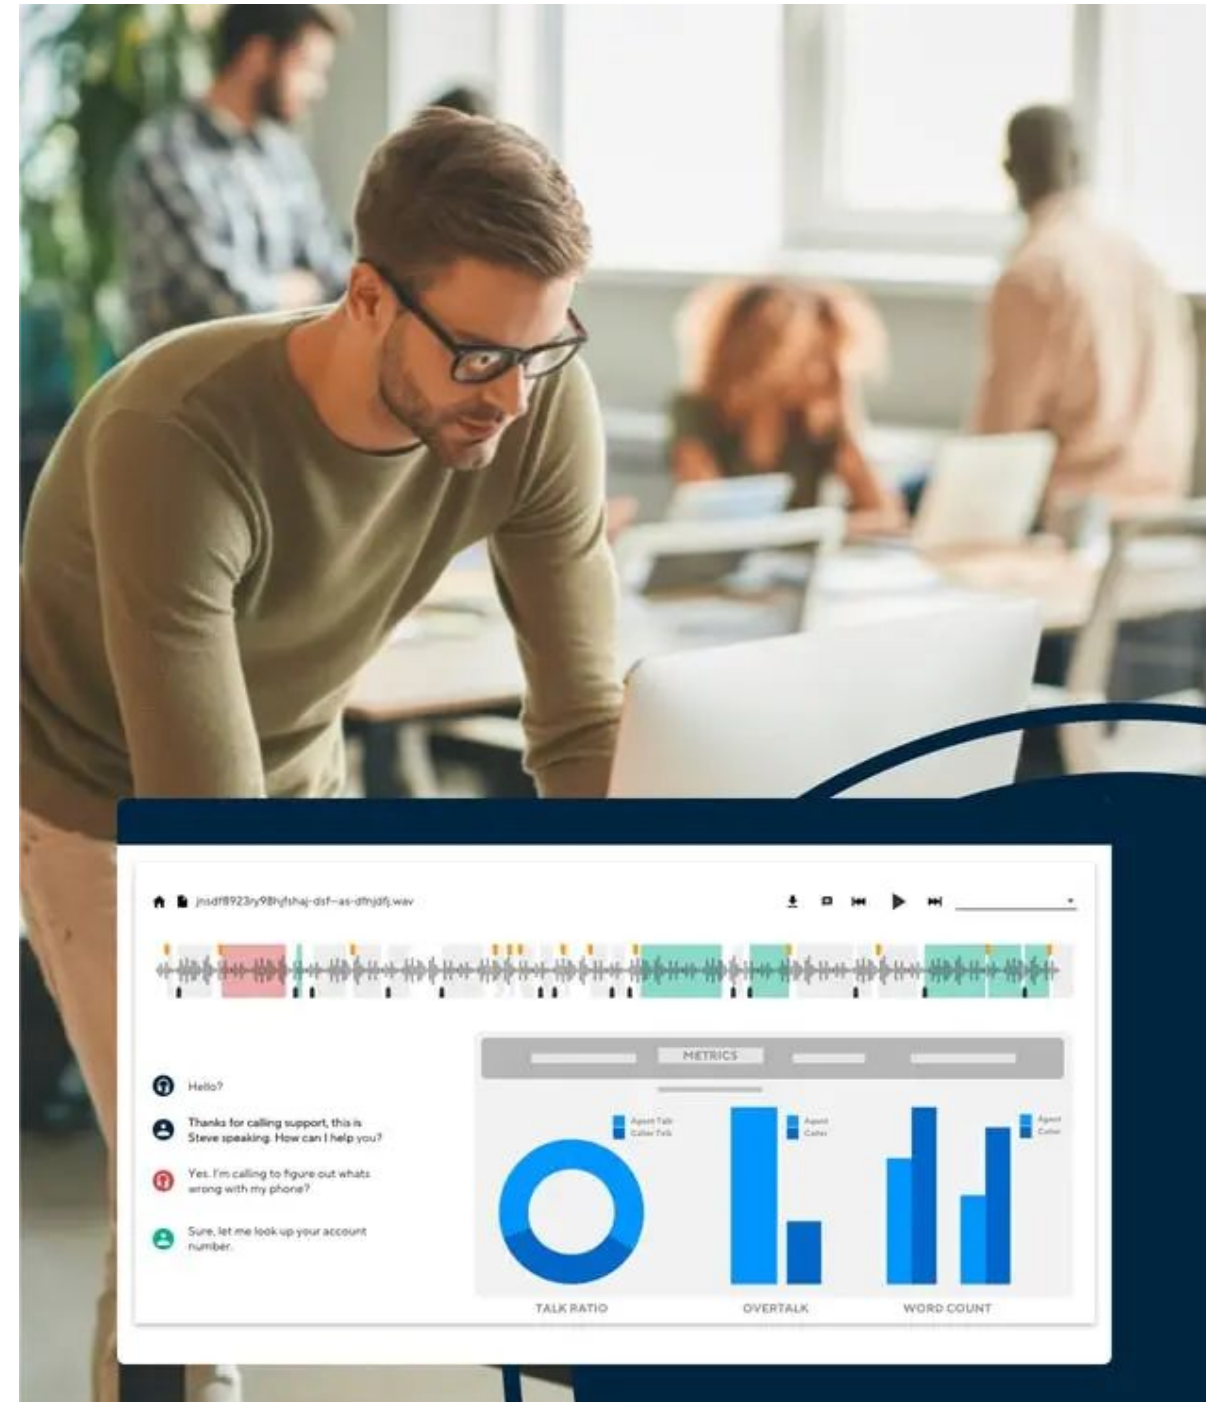 jnsdf8923ry98hjfshaj-dsf--as-dfnjdfj.wav
Hello?
Thanks for calling support, this is
Steve speaking. How can I help you?
Yes. I'm calling to figure out whats
wrong with my phone?
Sure, let me look up your account
number.
METRICS
Agent Talk
Caller Talk
Agent
Caller
Agent
Caller
TALK RATIO
OVERTALK
WORD COUNT